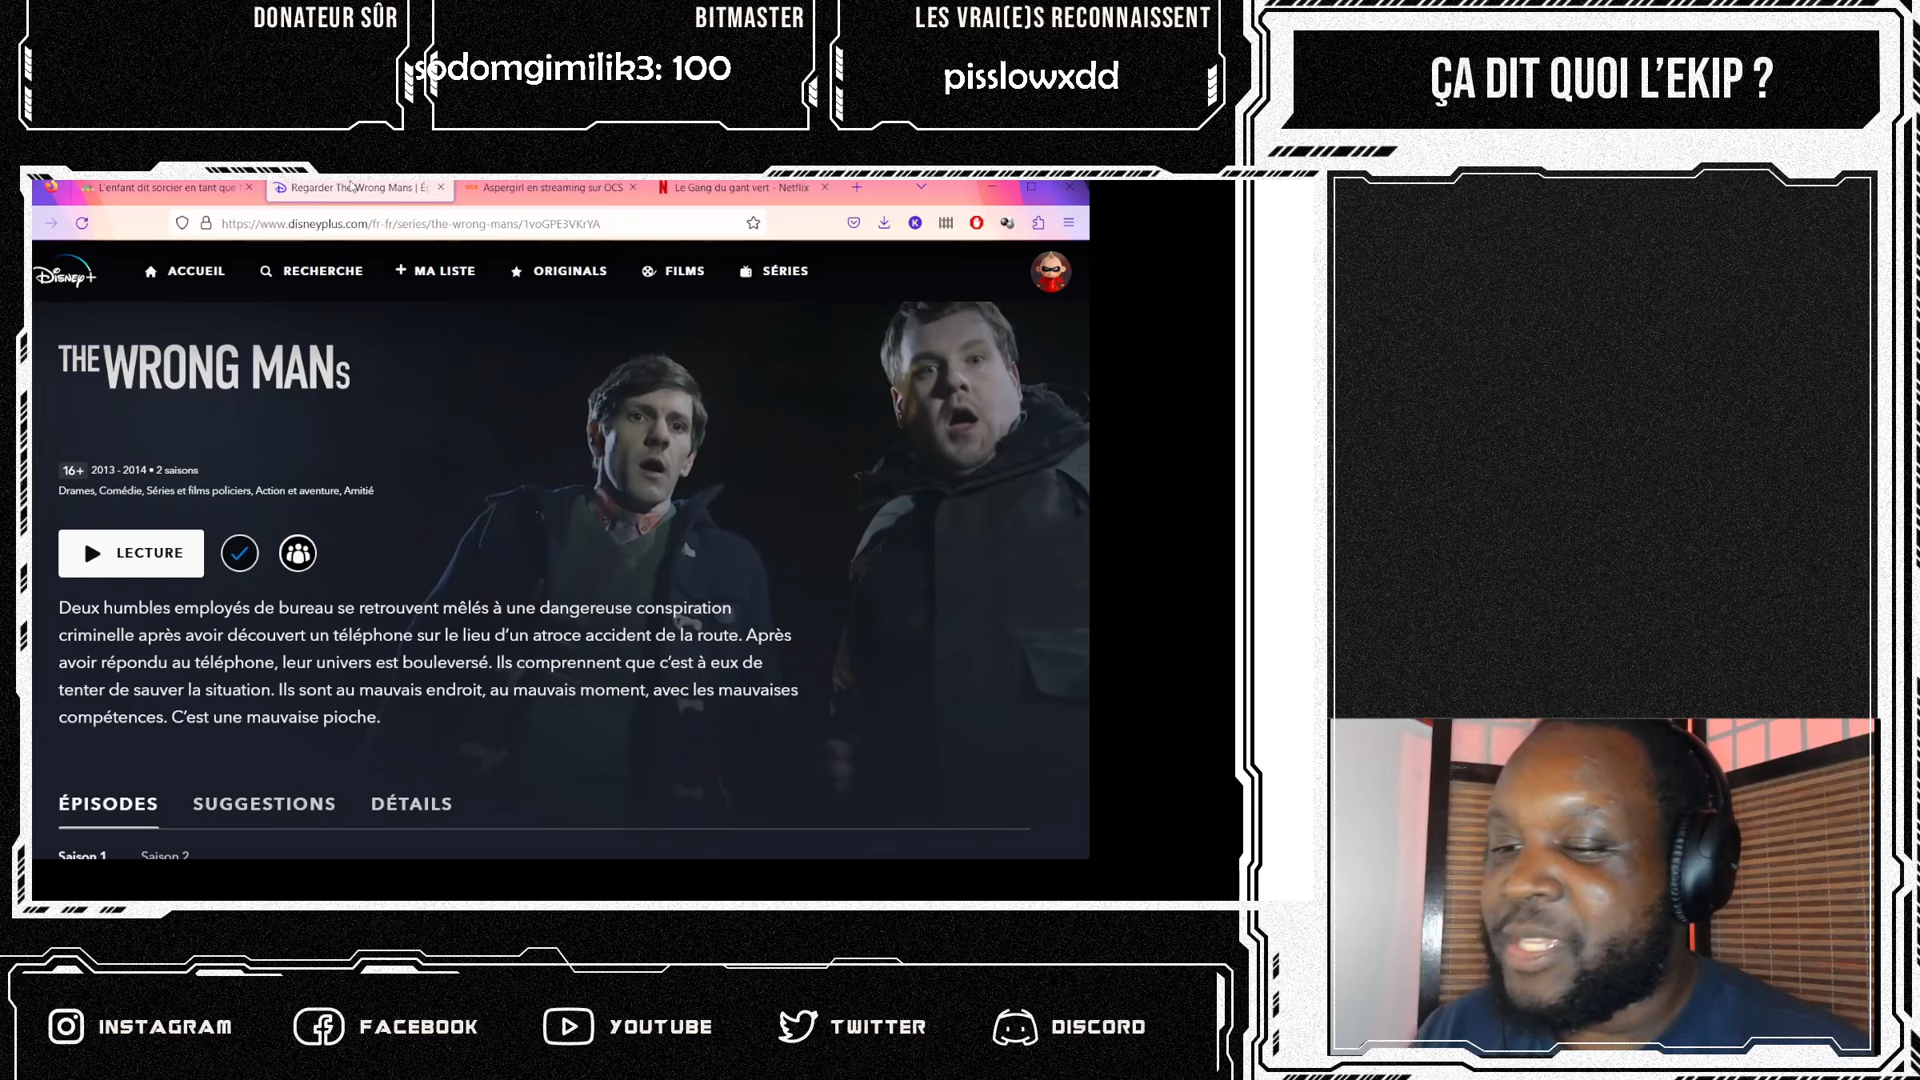 DONATEUR SÛR
BITMASTER
sodomgimilik3: 100
LES VRAI(E)S RECONNAISSENT
pisslowxdd
ÇA DIT QUOI L'EKIP ?
L'enfant dit sorcier en tant que
Regarder The Wrong Mans | É
Aspergirl en streaming sur OCS
Le Gang du gant vert - Netflix
https://www.disneyplus.com/fr-fr/series/the-wrong-mans/1voGPE3VKrYA
Disney+
ACCUEIL
RECHERCHE
MA LISTE
ORIGINALS
FILMS
SÉRIES
THE WRONG MANs
16+ 2013 - 2014 • 2 saisons
Drames, Comédie, Séries et films policiers, Action et aventure, Amitié
LECTURE
Deux humbles employés de bureau se retrouvent mêlés à une dangereuse conspiration
criminelle après avoir découvert un téléphone sur le lieu d'un atroce accident de la route. Après
avoir répondu au téléphone, leur univers est bouleversé. Ils comprennent que c'est à eux de
tenter de sauver la situation. Ils sont au mauvais endroit, au mauvais moment, avec les mauvaises
compétences. C'est une mauvaise pioche.
ÉPISODES
SUGGESTIONS
DÉTAILS
Saison 1
Saison 2
INSTAGRAM
FACEBOOK
YOUTUBE
TWITTER
DISCORD